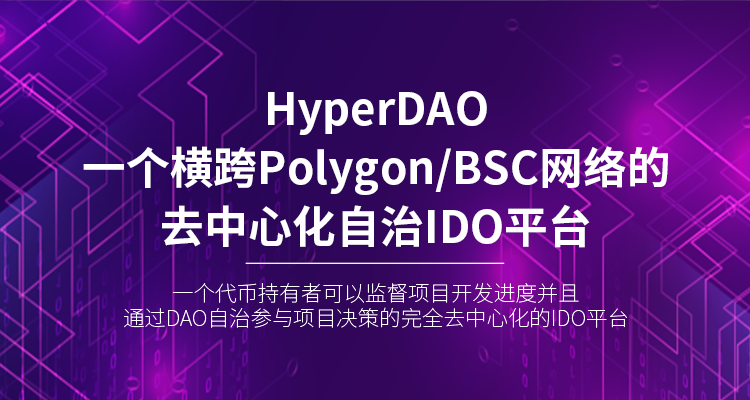 HyperDAO
一个横跨Polygon/BSC网络的
去中心化自治IDO平台
一个代币持有者可以监督项目开发进度并且
通过DAO自治参与项目决策的完全去中心化的IDO平台